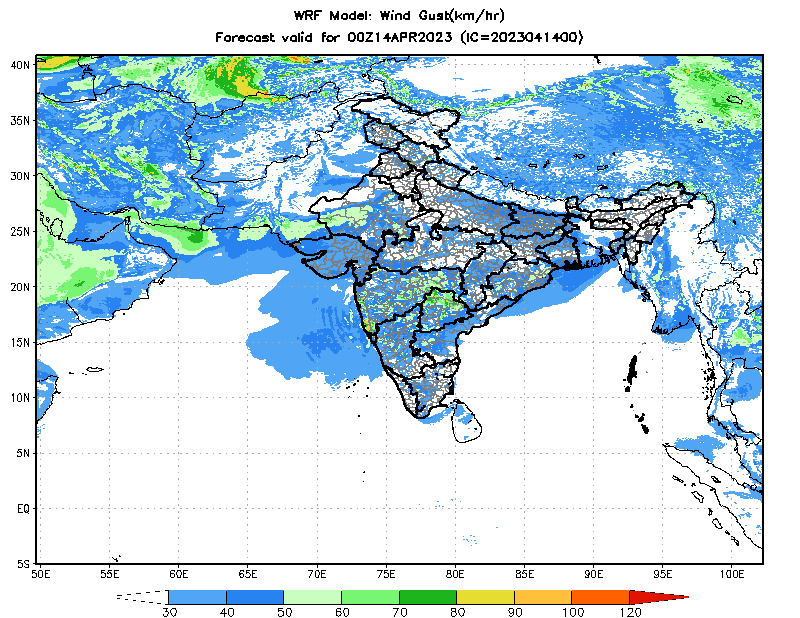 WRF Model: Wind Gust(km/hr)
Forecast valid for 00Z14APR2023 (IC=2023041400)
40N
35N
30N
25N
20N
15N
10N
5N
EQ
5S
50E 55E 60E 65E 70E 75E 80E 85E 90E 95E 100E
30 40 50 60 70 80 90 100 120